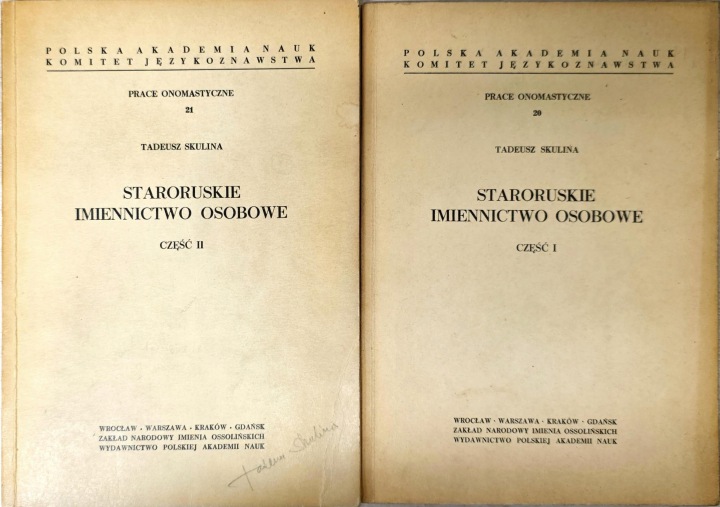 POLSKA AKADEMIA NAUK
KOMITET JĘZYKOZNAWSTWA
PRACE ONOMASTYCZNE
21
TADEUSZ SKULINA
STARORUSKIE
IMIENNICTWO OSOBOWE
CZĘŚĆ II
WROCŁAW · WARSZAWA · KRAKÓW · GDAŃSK
ZAKŁAD NARODOWY IMIENIA OSSOLIŃSKICH
WYDAWNICTWO POLSKIEJ AKADEMII NAUK
Tadeusz Skulina
POLSKA AKADEMIA NAUK
KOMITET JĘZYKOZNAWSTWA
PRACE ONOMASTYCZNE
20
TADEUSZ SKULINA
STARORUSKIE
IMIENNICTWO OSOBOWE
CZĘŚĆ I
WROCŁAW · WARSZAWA · KRAKÓW · GDAŃSK
ZAKŁAD NARODOWY IMIENIA OSSOLIŃSKICH
WYDAWNICTWO POLSKIEJ AKADEMII NAUK